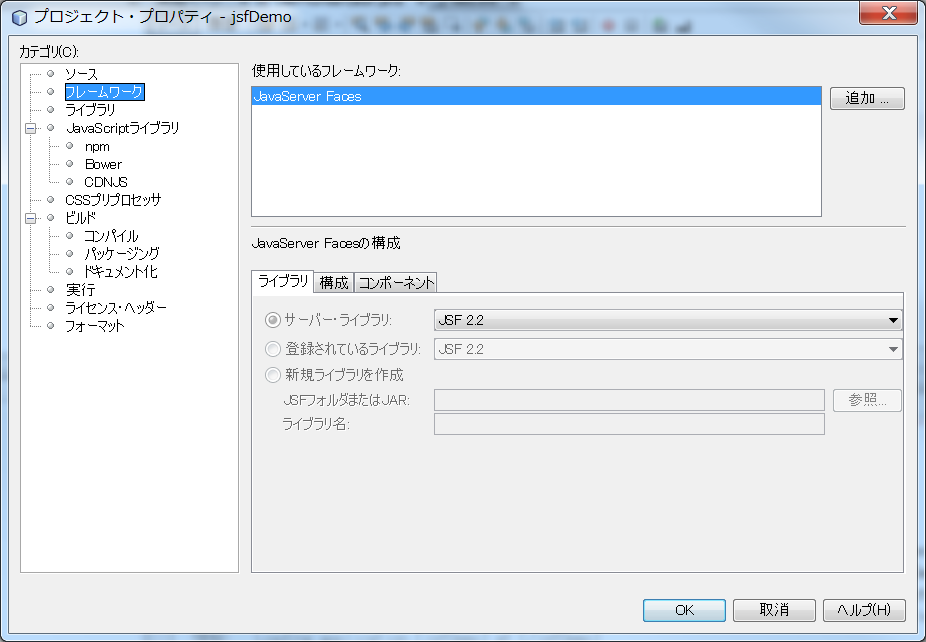 プロジェクト・プロパティ - jsfDemo
カテゴリ(C):
ソース
フレームワーク
ライブラリ
JavaScriptライブラリ
npm
Bower
CDNJS
CSSプリプロセッサ
ビルド
コンパイル
パッケージング
ドキュメント化
実行
ライセンス・ヘッダー
フォーマット
使用しているフレームワーク:
JavaServer Faces
追加 ...
JavaServer Facesの構成
ライブラリ 構成 コンポーネント
サーバー・ライブラリ: JSF 2.2
登録されているライブラリ: JSF 2.2
新規ライブラリを作成
JSFフォルダまたはJAR: 参照...
ライブラリ名:
OK 取消 ヘルプ(H)